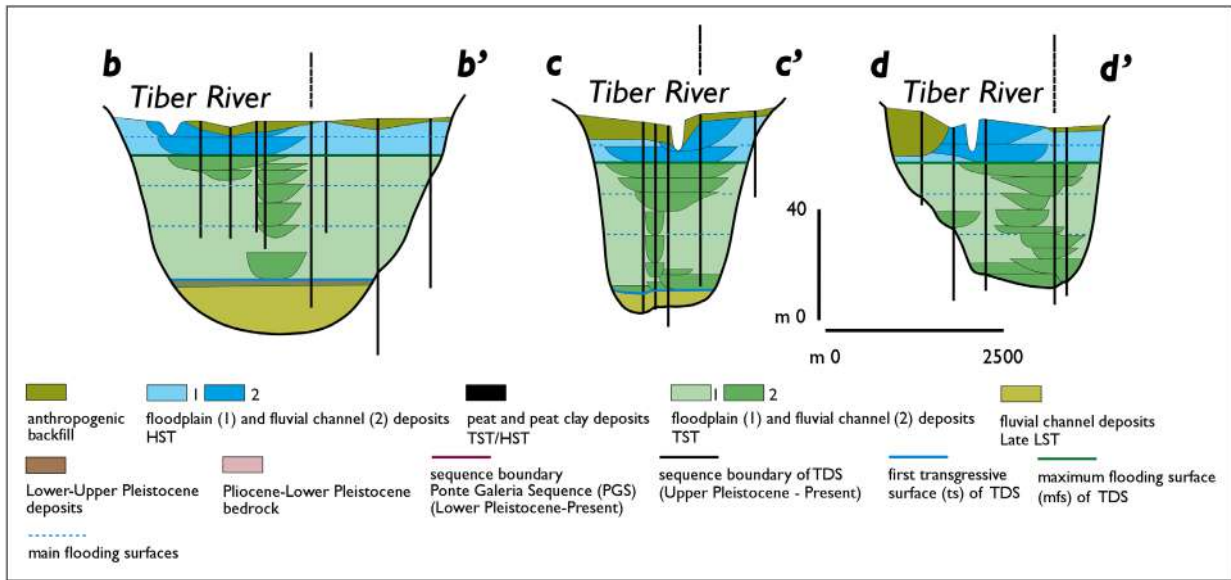 b b' c c' d d'
Tiber River Tiber River Tiber River
40
m 0
m 0 2500
1 2 1 2
anthropogenic
backfill
floodplain (1) and fluvial channel (2) deposits
HST
peat and peat clay deposits
TST/HST
floodplain (1) and fluvial channel (2) deposits
TST
fluvial channel deposits
Late LST
Lower-Upper Pleistocene
deposits
Pliocene-Lower Pleistocene
bedrock
sequence boundary
Ponte Galeria Sequence (PGS)
(Lower Pleistocene-Present)
sequence boundary of TDS
(Upper Pleistocene - Present)
first transgressive
surface (ts) of TDS
maximum flooding surface
(mfs) of TDS
main flooding surfaces